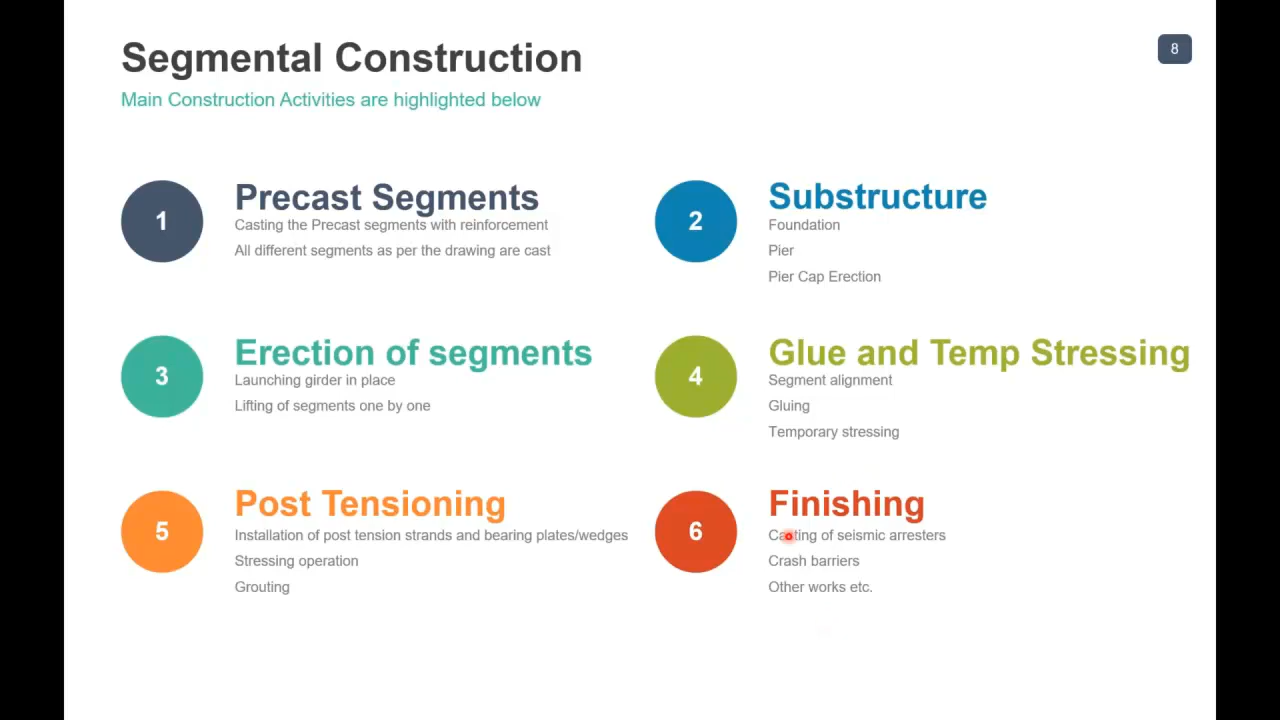 Segmental Construction
8
Main Construction Activities are highlighted below
1
Precast Segments
Casting the Precast segments with reinforcement
All different segments as per the drawing are cast
2
Substructure
Foundation
Pier
Pier Cap Erection
3
Erection of segments
Launching girder in place
Lifting of segments one by one
4
Glue and Temp Stressing
Segment alignment
Gluing
Temporary stressing
5
Post Tensioning
Installation of post tension strands and bearing plates/wedges
Stressing operation
Grouting
6
Finishing
Casting of seismic arresters
Crash barriers
Other works etc.